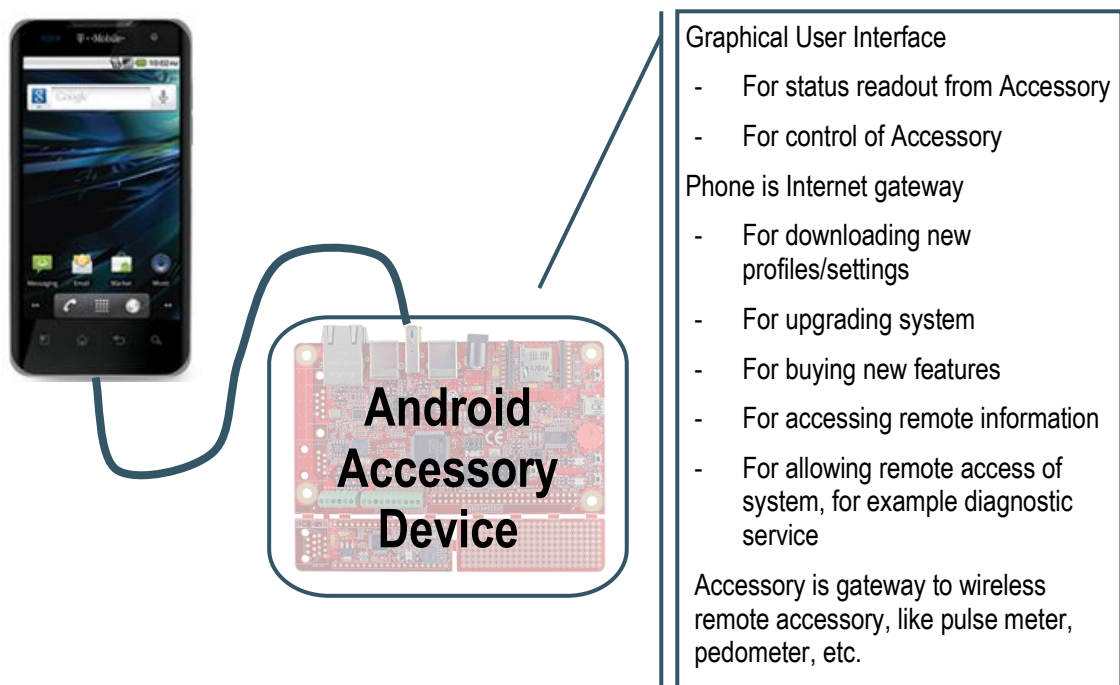 T··Mobile·
10:02 PM
Google
Messaging
Email
Market
Music
Android
Accessory
Device
Graphical User Interface
- For status readout from Accessory
- For control of Accessory
Phone is Internet gateway
- For downloading new
profiles/settings
- For upgrading system
- For buying new features
- For accessing remote information
- For allowing remote access of
system, for example diagnostic
service
Accessory is gateway to wireless
remote accessory, like pulse meter,
pedometer, etc.